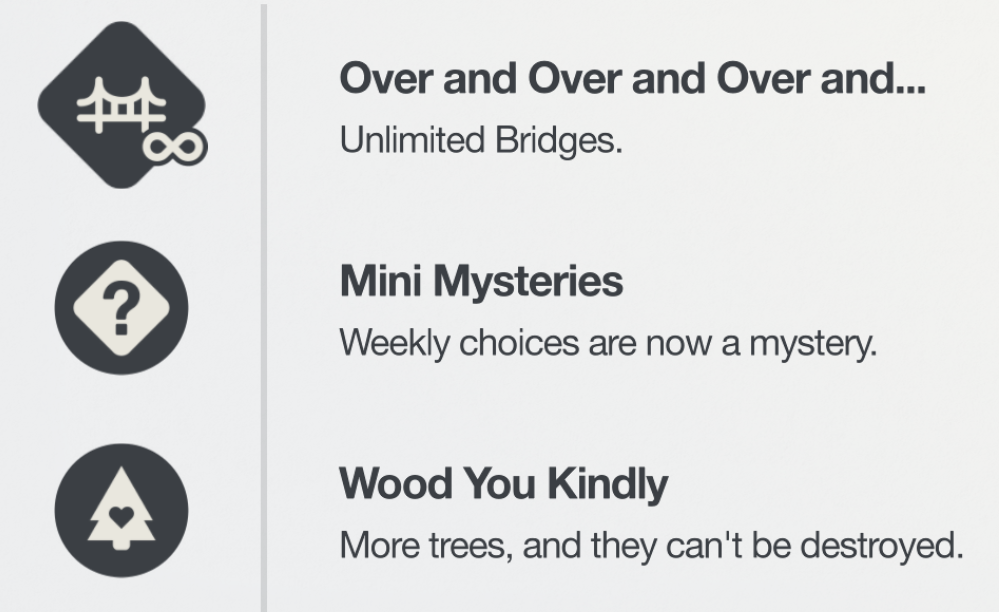 Over and Over and Over and...
Unlimited Bridges.
?
Mini Mysteries
Weekly choices are now a mystery.
Wood You Kindly
More trees, and they can't be destroyed.